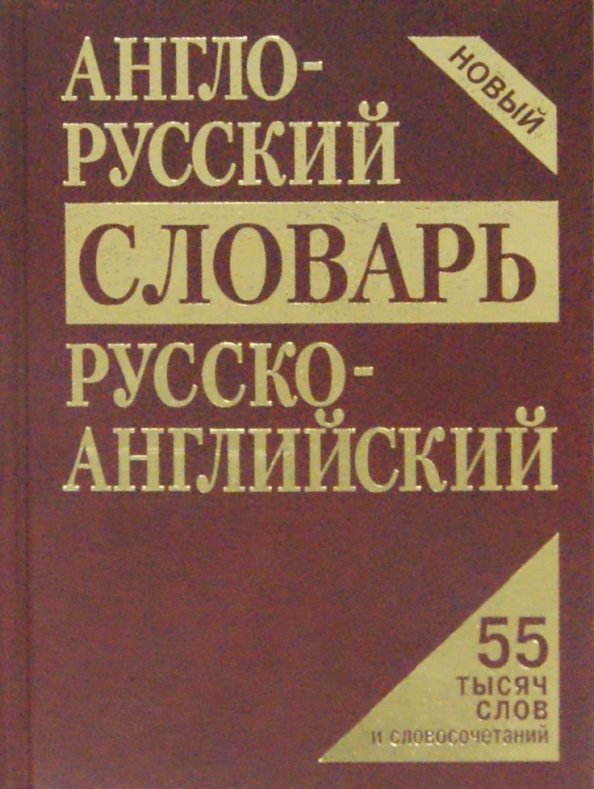 АНГЛО-
РУССКИЙ
НОВЫЙ
СЛОВАРЬ
РУССКО-
АНГЛИЙСКИЙ
55
ТЫСЯЧ
СЛОВ
и словосочетаний